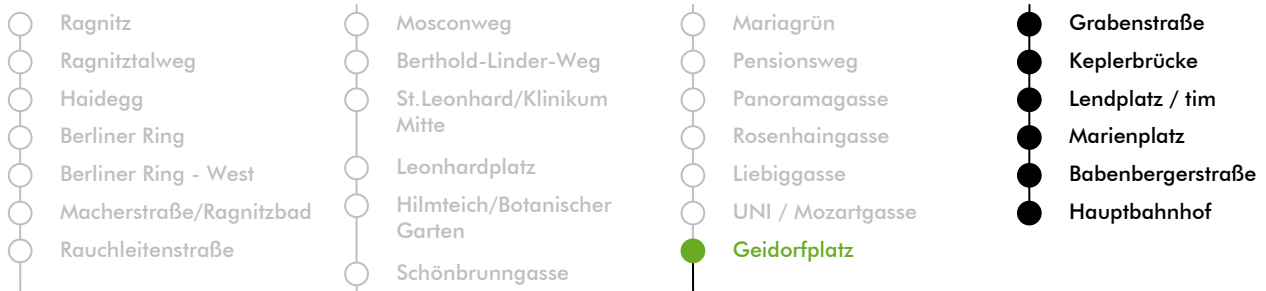 Ragnitz
Ragnitztalweg
Haidegg
Berliner Ring
Berliner Ring - West
Macherstraße/Ragnitzbad
Rauchleitenstraße
Mosconweg
Berthold-Linder-Weg
St.Leonhard/Klinikum
Mitte
Leonhardplatz
Hilmteich/Botanischer
Garten
Schönbrunngasse
Mariagrün
Pensionsweg
Panoramagasse
Rosenhaingasse
Liebiggasse
UNI / Mozartgasse
Geidorfplatz
Grabenstraße
Keplerbrücke
Lendplatz / tim
Marienplatz
Babenbergerstraße
Hauptbahnhof